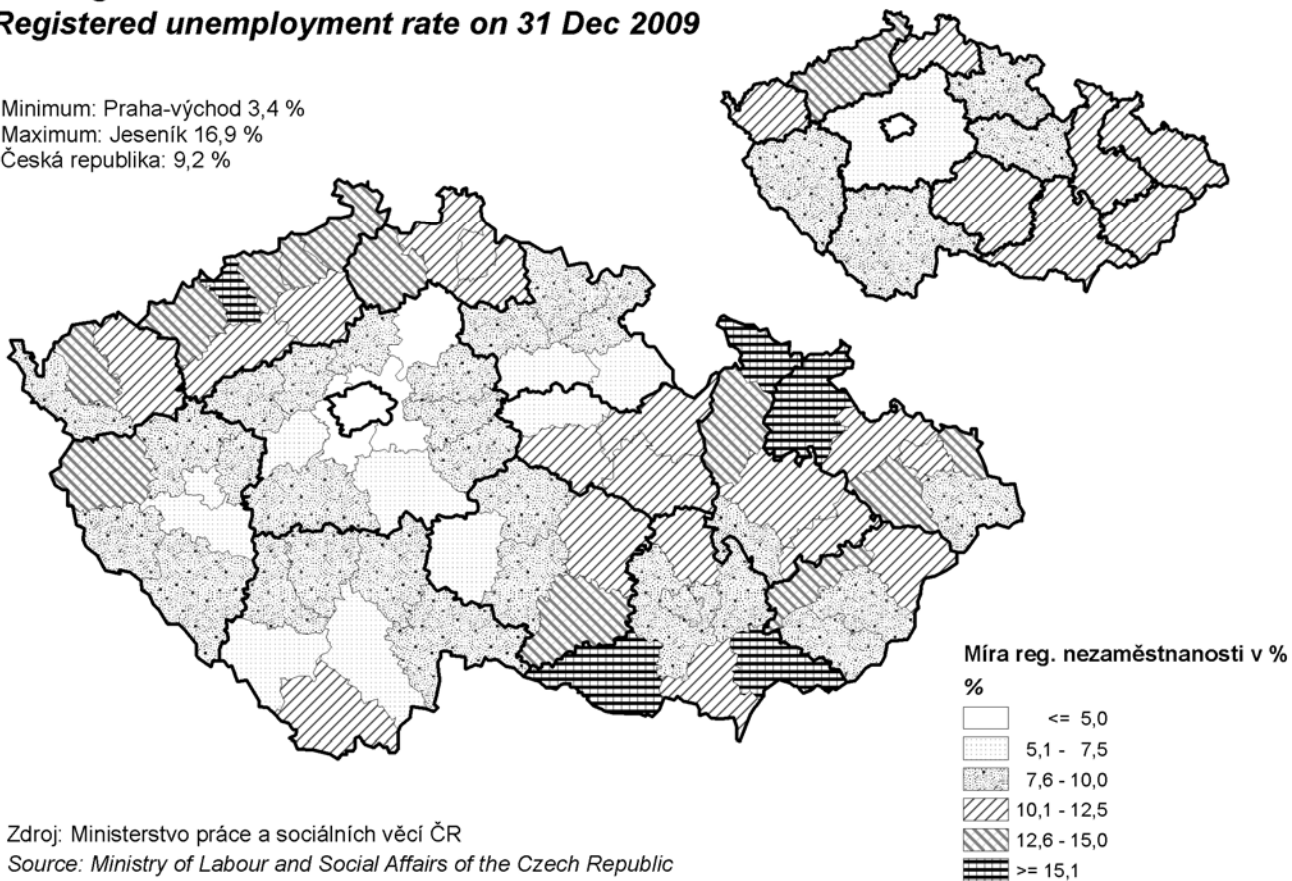 Registered unemployment rate on 31 Dec 2009
Minimum: Praha-východ 3,4 %
Maximum: Jeseník 16,9 %
Česká republika: 9,2 %
Míra reg. nezaměstnanosti v %
%
<= 5,0
5,1 - 7,5
7,6 - 10,0
10,1 - 12,5
12,6 - 15,0
>= 15,1
Zdroj: Ministerstvo práce a sociálních věcí ČR
Source: Ministry of Labour and Social Affairs of the Czech Republic